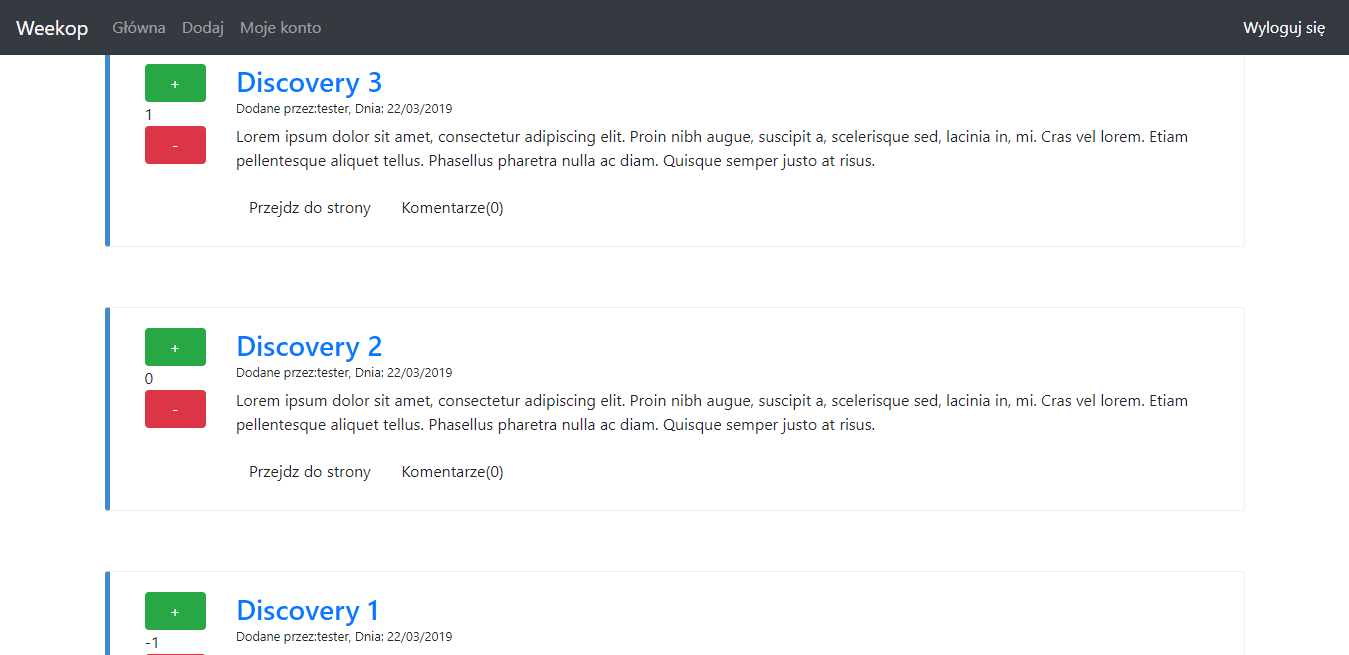 Weekop Główna Dodaj Moje konto Wyloguj się
+
Discovery 3
Dodane przez:tester, Dnia: 22/03/2019
1
-
Lorem ipsum dolor sit amet, consectetur adipiscing elit. Proin nibh augue, suscipit a, scelerisque sed, lacinia in, mi. Cras vel lorem. Etiam
pellentesque aliquet tellus. Phasellus pharetra nulla ac diam. Quisque semper justo at risus.
Przejdz do strony Komentarze(0)
+
Discovery 2
Dodane przez:tester, Dnia: 22/03/2019
0
-
Lorem ipsum dolor sit amet, consectetur adipiscing elit. Proin nibh augue, suscipit a, scelerisque sed, lacinia in, mi. Cras vel lorem. Etiam
pellentesque aliquet tellus. Phasellus pharetra nulla ac diam. Quisque semper justo at risus.
Przejdz do strony Komentarze(0)
+
Discovery 1
Dodane przez:tester, Dnia: 22/03/2019
-1